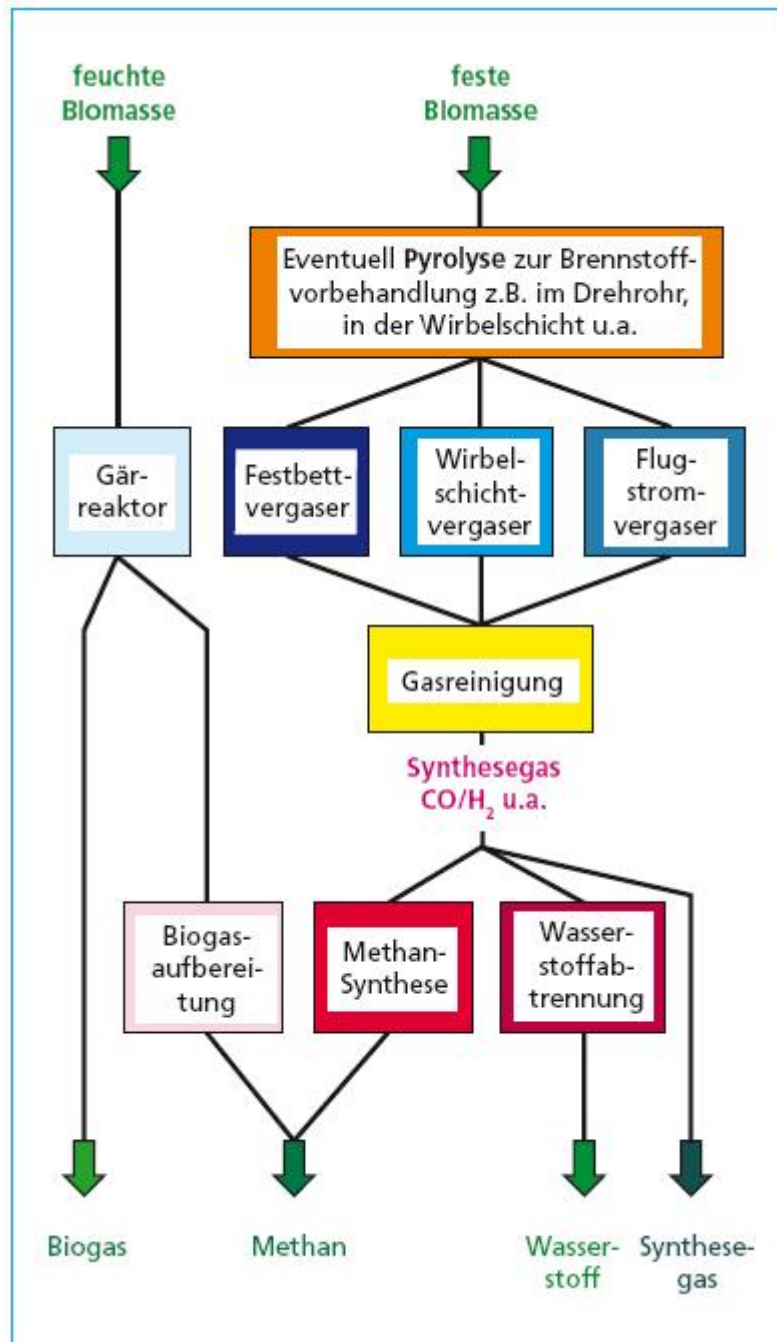 feuchte
Biomasse
feste
Biomasse
Eventuell Pyrolyse zur Brennstoff-
vorbehandlung z.B. im Drehrohr,
in der Wirbelschicht u.a.
Gär-
reaktor
Festbett-
vergaser
Wirbel-
schicht-
vergaser
Flug-
strom-
vergaser
Gasreinigung
Synthesegas
CO/H₂ u.a.
Biogas-
aufberei-
tung
Methan-
Synthese
Wasser-
stoffab-
trennung
Biogas
Methan
Wasser-
stoff
Synthese-
gas